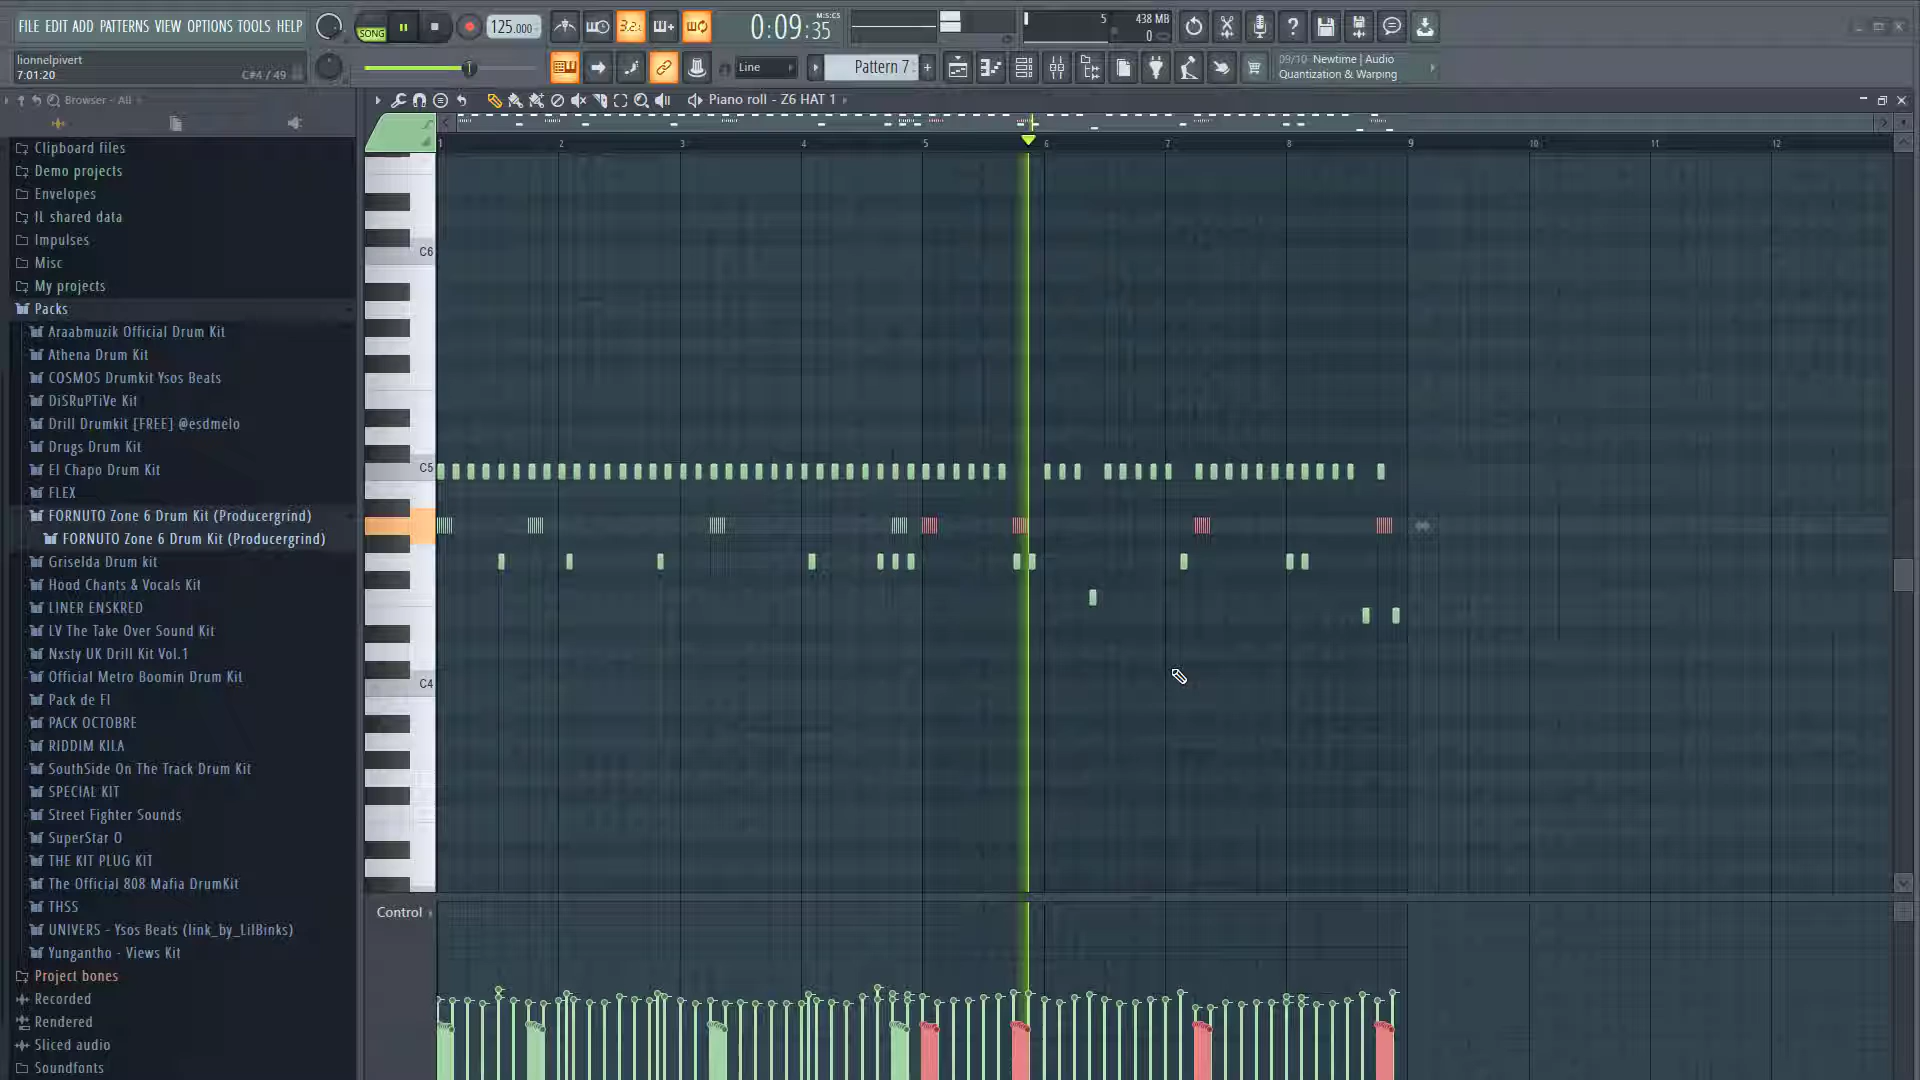 FILE EDIT ADD PATTERNS VIEW OPTIONS TOOLS HELP
SONG
125.000
3.2.1
0:09:35
M:S:CS
5
438 MB
0
lionnelpivert
7:01:20
C#4 / 49
Line
Pattern 7
09/10 Newtime | Audio
Quantization & Warping
Browser - All
Piano roll - Z6 HAT 1
1 2 3 4 5 6 7 8 9 10 11 12
Clipboard files
Demo projects
Envelopes
IL shared data
Impulses
Misc
My projects
Packs
Araabmuzik Official Drum Kit
Athena Drum Kit
COSMOS Drumkit Ysos Beats
DiSRuPTiVe Kit
Drill Drumkit [FREE] @esdmelo
Drugs Drum Kit
El Chapo Drum Kit
FLEX
FORNUTO Zone 6 Drum Kit (Producergrind)
FORNUTO Zone 6 Drum Kit (Producergrind)
Griselda Drum kit
Hood Chants & Vocals Kit
LINER ENSKRED
LV The Take Over Sound Kit
Nxsty UK Drill Kit Vol.1
Official Metro Boomin Drum Kit
Pack de Fl
PACK OCTOBRE
RIDDIM KILA
SouthSide On The Track Drum Kit
SPECIAL KIT
Street Fighter Sounds
SuperStar O
THE KIT PLUG KIT
The Official 808 Mafia DrumKit
THSS
UNIVERS - Ysos Beats (link_by_LilBinks)
Yungantho - Views Kit
Project bones
Recorded
Rendered
Sliced audio
Soundfonts
C6
C5
C4
Control